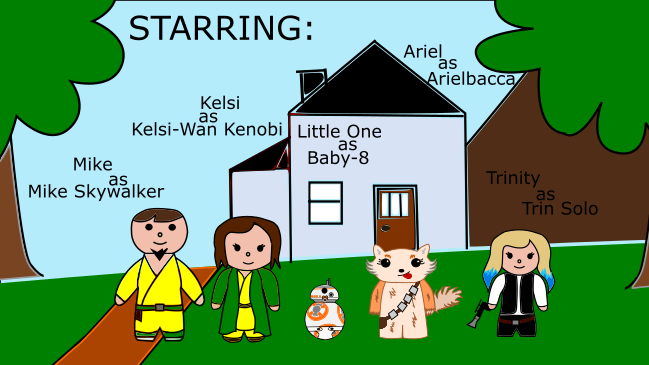 STARRING:
Ariel
as
Arielbacca
Kelsi
as
Kelsi-Wan Kenobi
Little One
as
Baby-8
Mike
as
Mike Skywalker
Trinity
as
Trin Solo